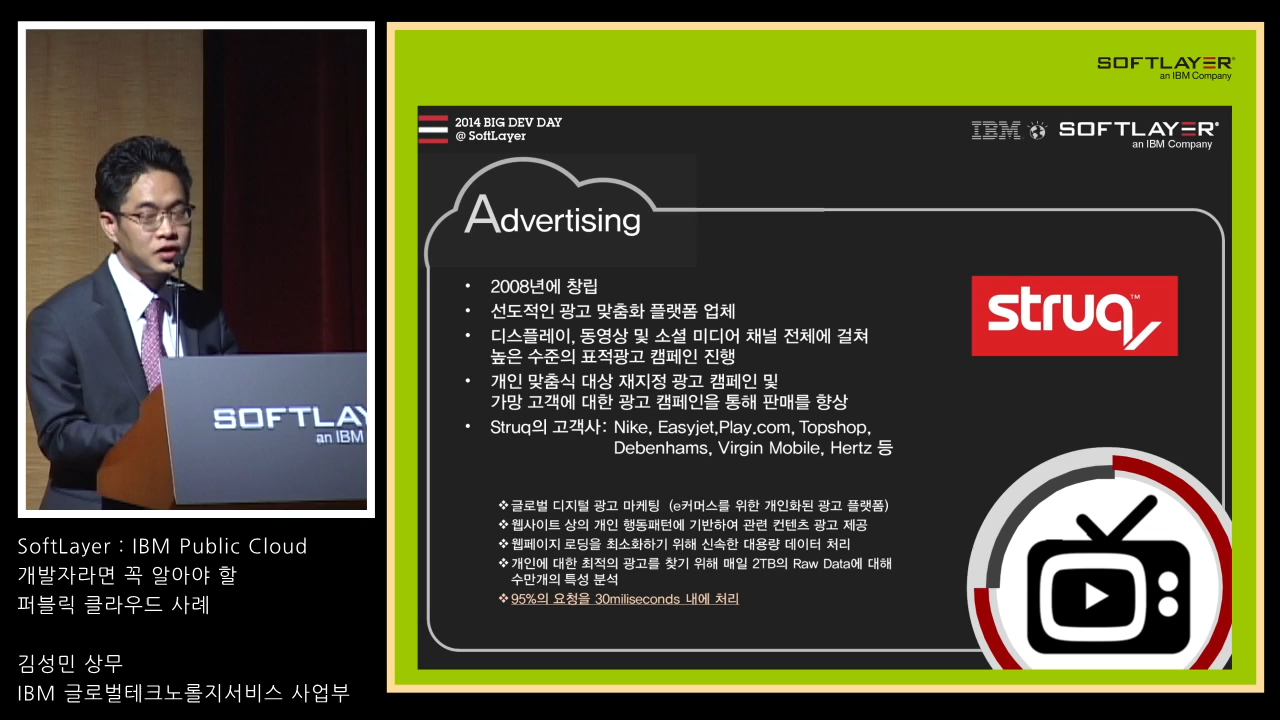 SOFTLAYER
an IBM
SoftLayer : IBM Public Cloud
개발자라면 꼭 알아야 할
퍼블릭 클라우드 사례
김성민 상무
IBM 글로벌테크노롤지서비스 사업부
SOFTLAYER®
an IBM Company
2014 BIG DEV DAY
@ SoftLayer
IBM SOFTLAYER®
an IBM Company
Advertising
• 2008년에 창립
• 선도적인 광고 맞춤화 플랫폼 업체
• 디스플레이, 동영상 및 소셜 미디어 채널 전체에 걸쳐
높은 수준의 표적광고 캠페인 진행
• 개인 맞춤식 대상 재지정 광고 캠페인 및
가망 고객에 대한 광고 캠페인을 통해 판매를 향상
• Struq의 고객사: Nike, Easyjet,Play.com, Topshop,
Debenhams, Virgin Mobile, Hertz 등
struq™
❖글로벌 디지털 광고 마케팅 (e커머스를 위한 개인화된 광고 플랫폼)
❖웹사이트 상의 개인 행동패턴에 기반하여 관련 컨텐츠 광고 제공
❖웹페이지 로딩을 최소화하기 위해 신속한 대용량 데이터 처리
❖개인에 대한 최적의 광고를 찾기 위해 매일 2TB의 Raw Data에 대해
수만개의 특성 분석
❖95%의 요청을 30miliseconds 내에 처리